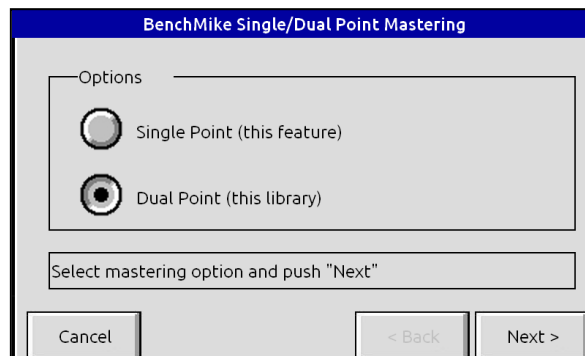 BenchMike Single/Dual Point Mastering
Options
Single Point (this feature)
Dual Point (this library)
Select mastering option and push "Next"
Cancel
< Back
Next >